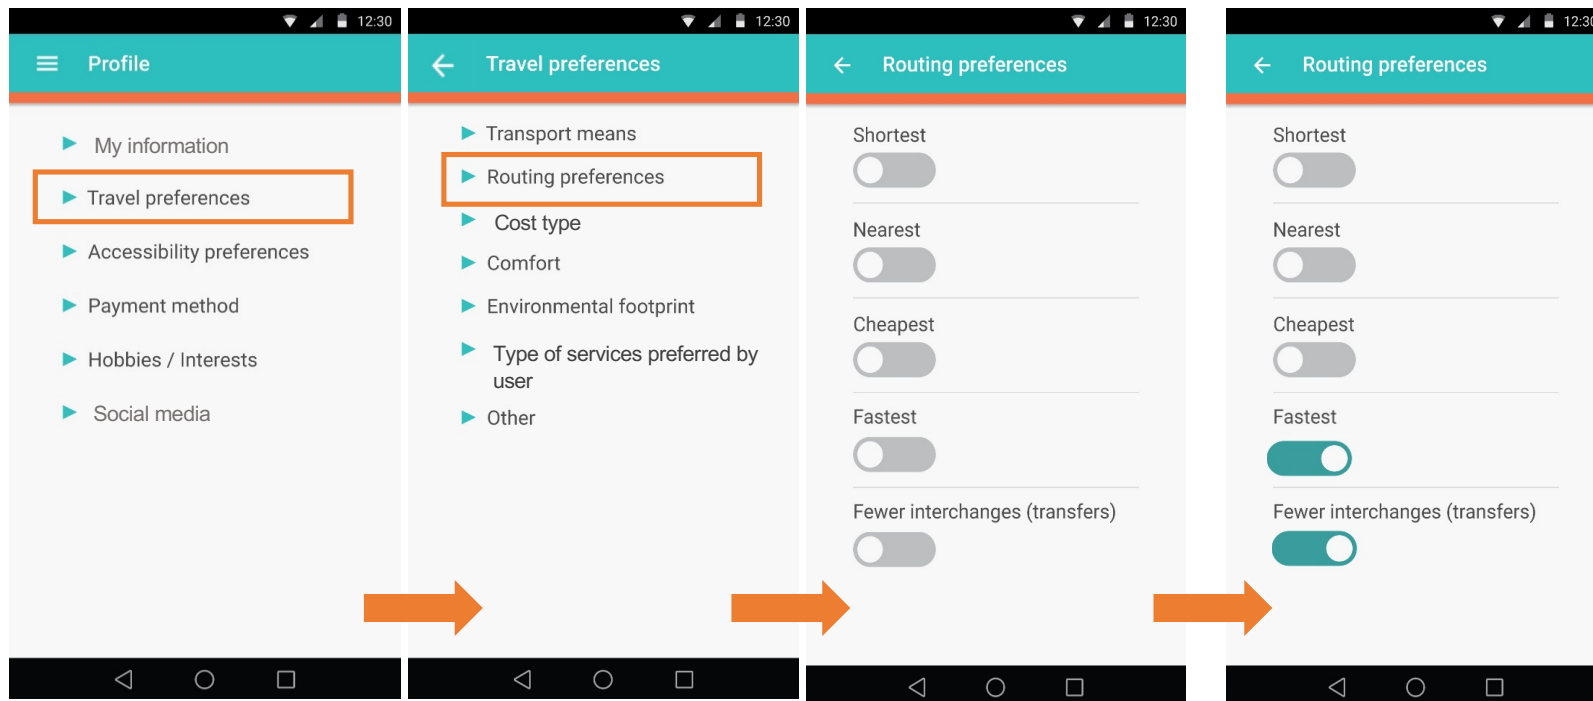 12:30
Profile
My information
Travel preferences
Accessibility preferences
Payment method
Hobbies / Interests
Social media
12:30
Travel preferences
Transport means
Routing preferences
Cost type
Comfort
Environmental footprint
Type of services preferred by
user
Other
12:30
Routing preferences
Shortest
Nearest
Cheapest
Fastest
Fewer interchanges (transfers)
12:30
Routing preferences
Shortest
Nearest
Cheapest
Fastest
Fewer interchanges (transfers)